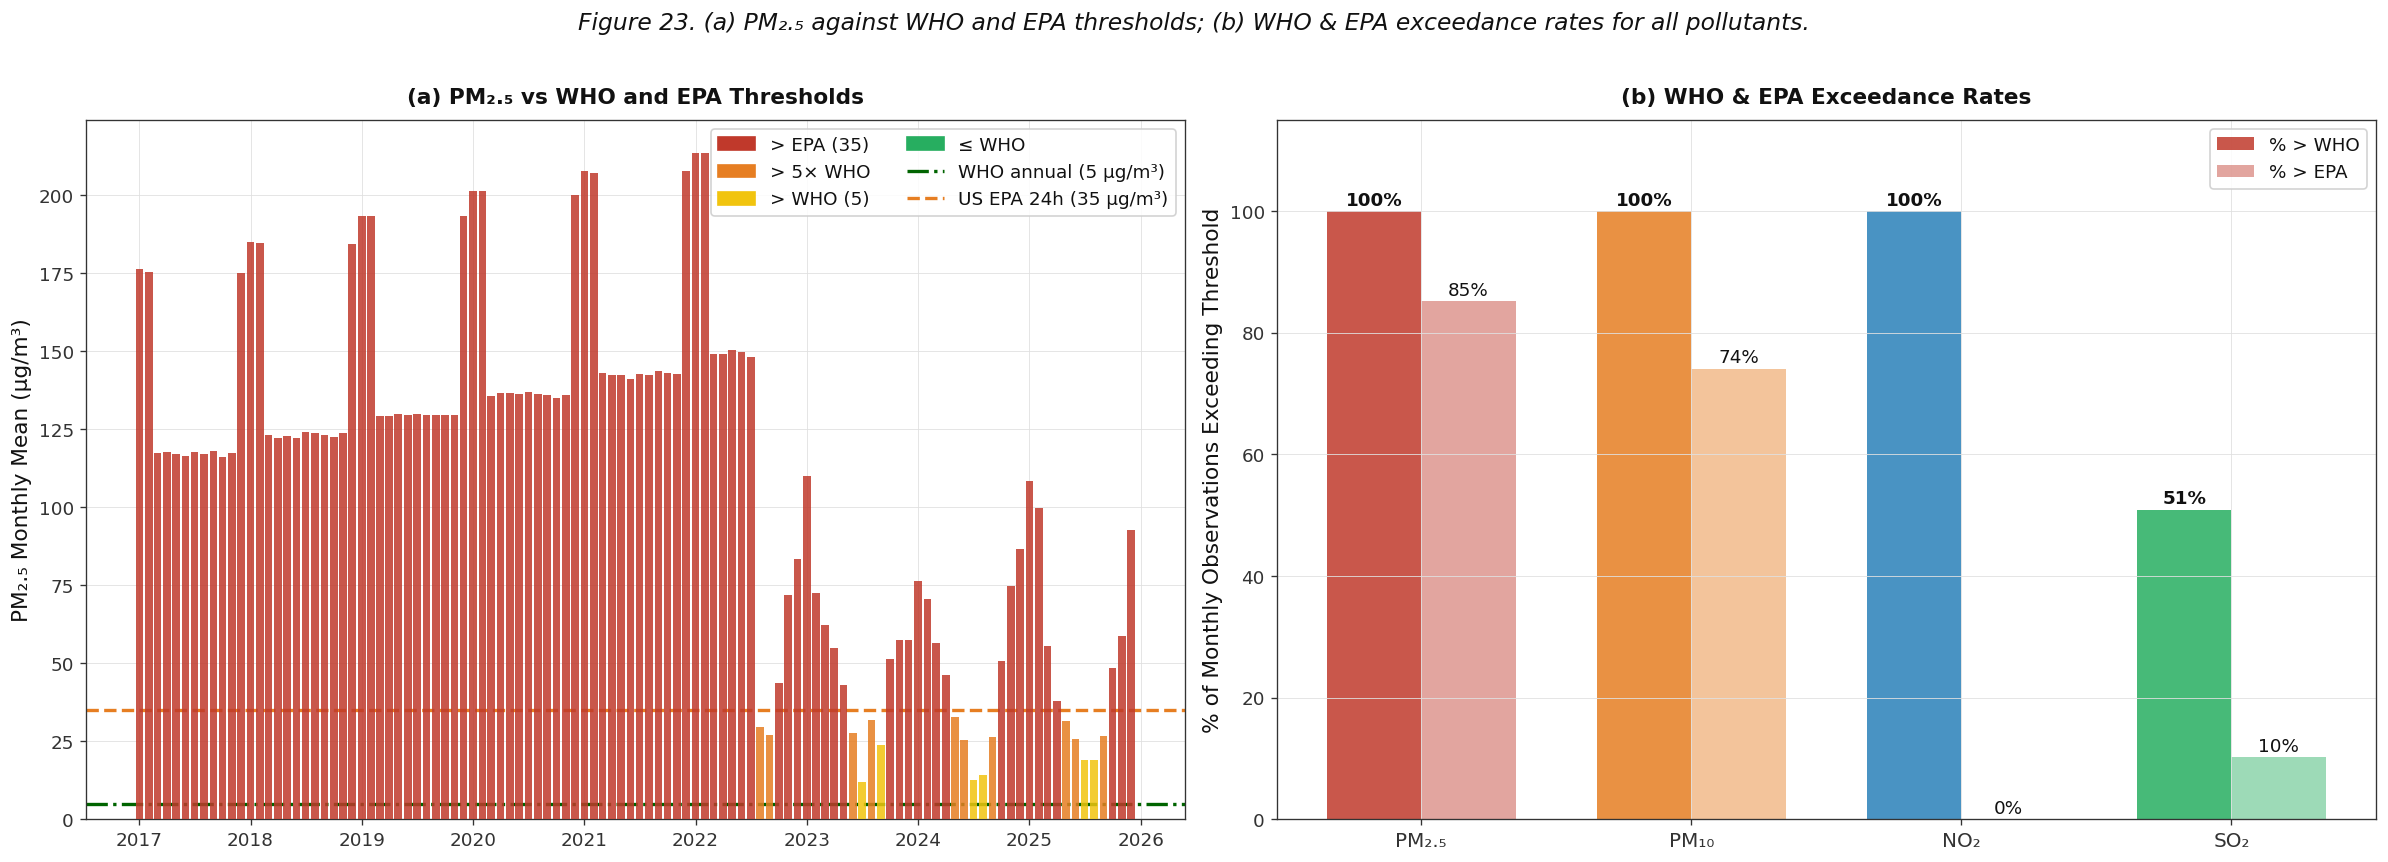 Figure 23. (a) PM₂.₅ against WHO and EPA thresholds; (b) WHO & EPA exceedance rates for all pollutants.
(a) PM₂.₅ vs WHO and EPA Thresholds
PM₂.₅ Monthly Mean (µg/m³)
200
175
150
125
100
75
50
25
0
> EPA (35)
> 5× WHO
> WHO (5)
≤ WHO
WHO annual (5 µg/m³)
US EPA 24h (35 µg/m³)
2017 2018 2019 2020 2021 2022 2023 2024 2025 2026
(b) WHO & EPA Exceedance Rates
% of Monthly Observations Exceeding Threshold
100
80
60
40
20
0
% > WHO
% > EPA
100% 85% 100% 74% 100% 0% 51% 10%
PM₂.₅ PM₁₀ NO₂ SO₂